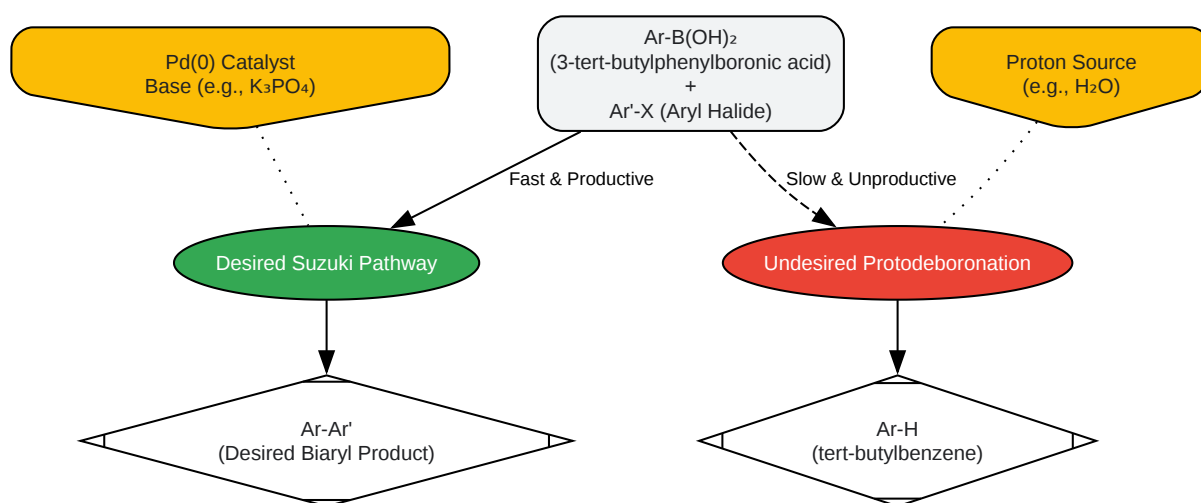 Pd(0) Catalyst
Base (e.g., K₃PO₄)
Ar-B(OH)₂
(3-tert-butylphenylboronic acid)
+
Ar'-X (Aryl Halide)
Proton Source
(e.g., H₂O)
Fast & Productive
Slow & Unproductive
Desired Suzuki Pathway
Undesired Protodeboronation
Ar-Ar'
(Desired Biaryl Product)
Ar-H
(tert-butylbenzene)